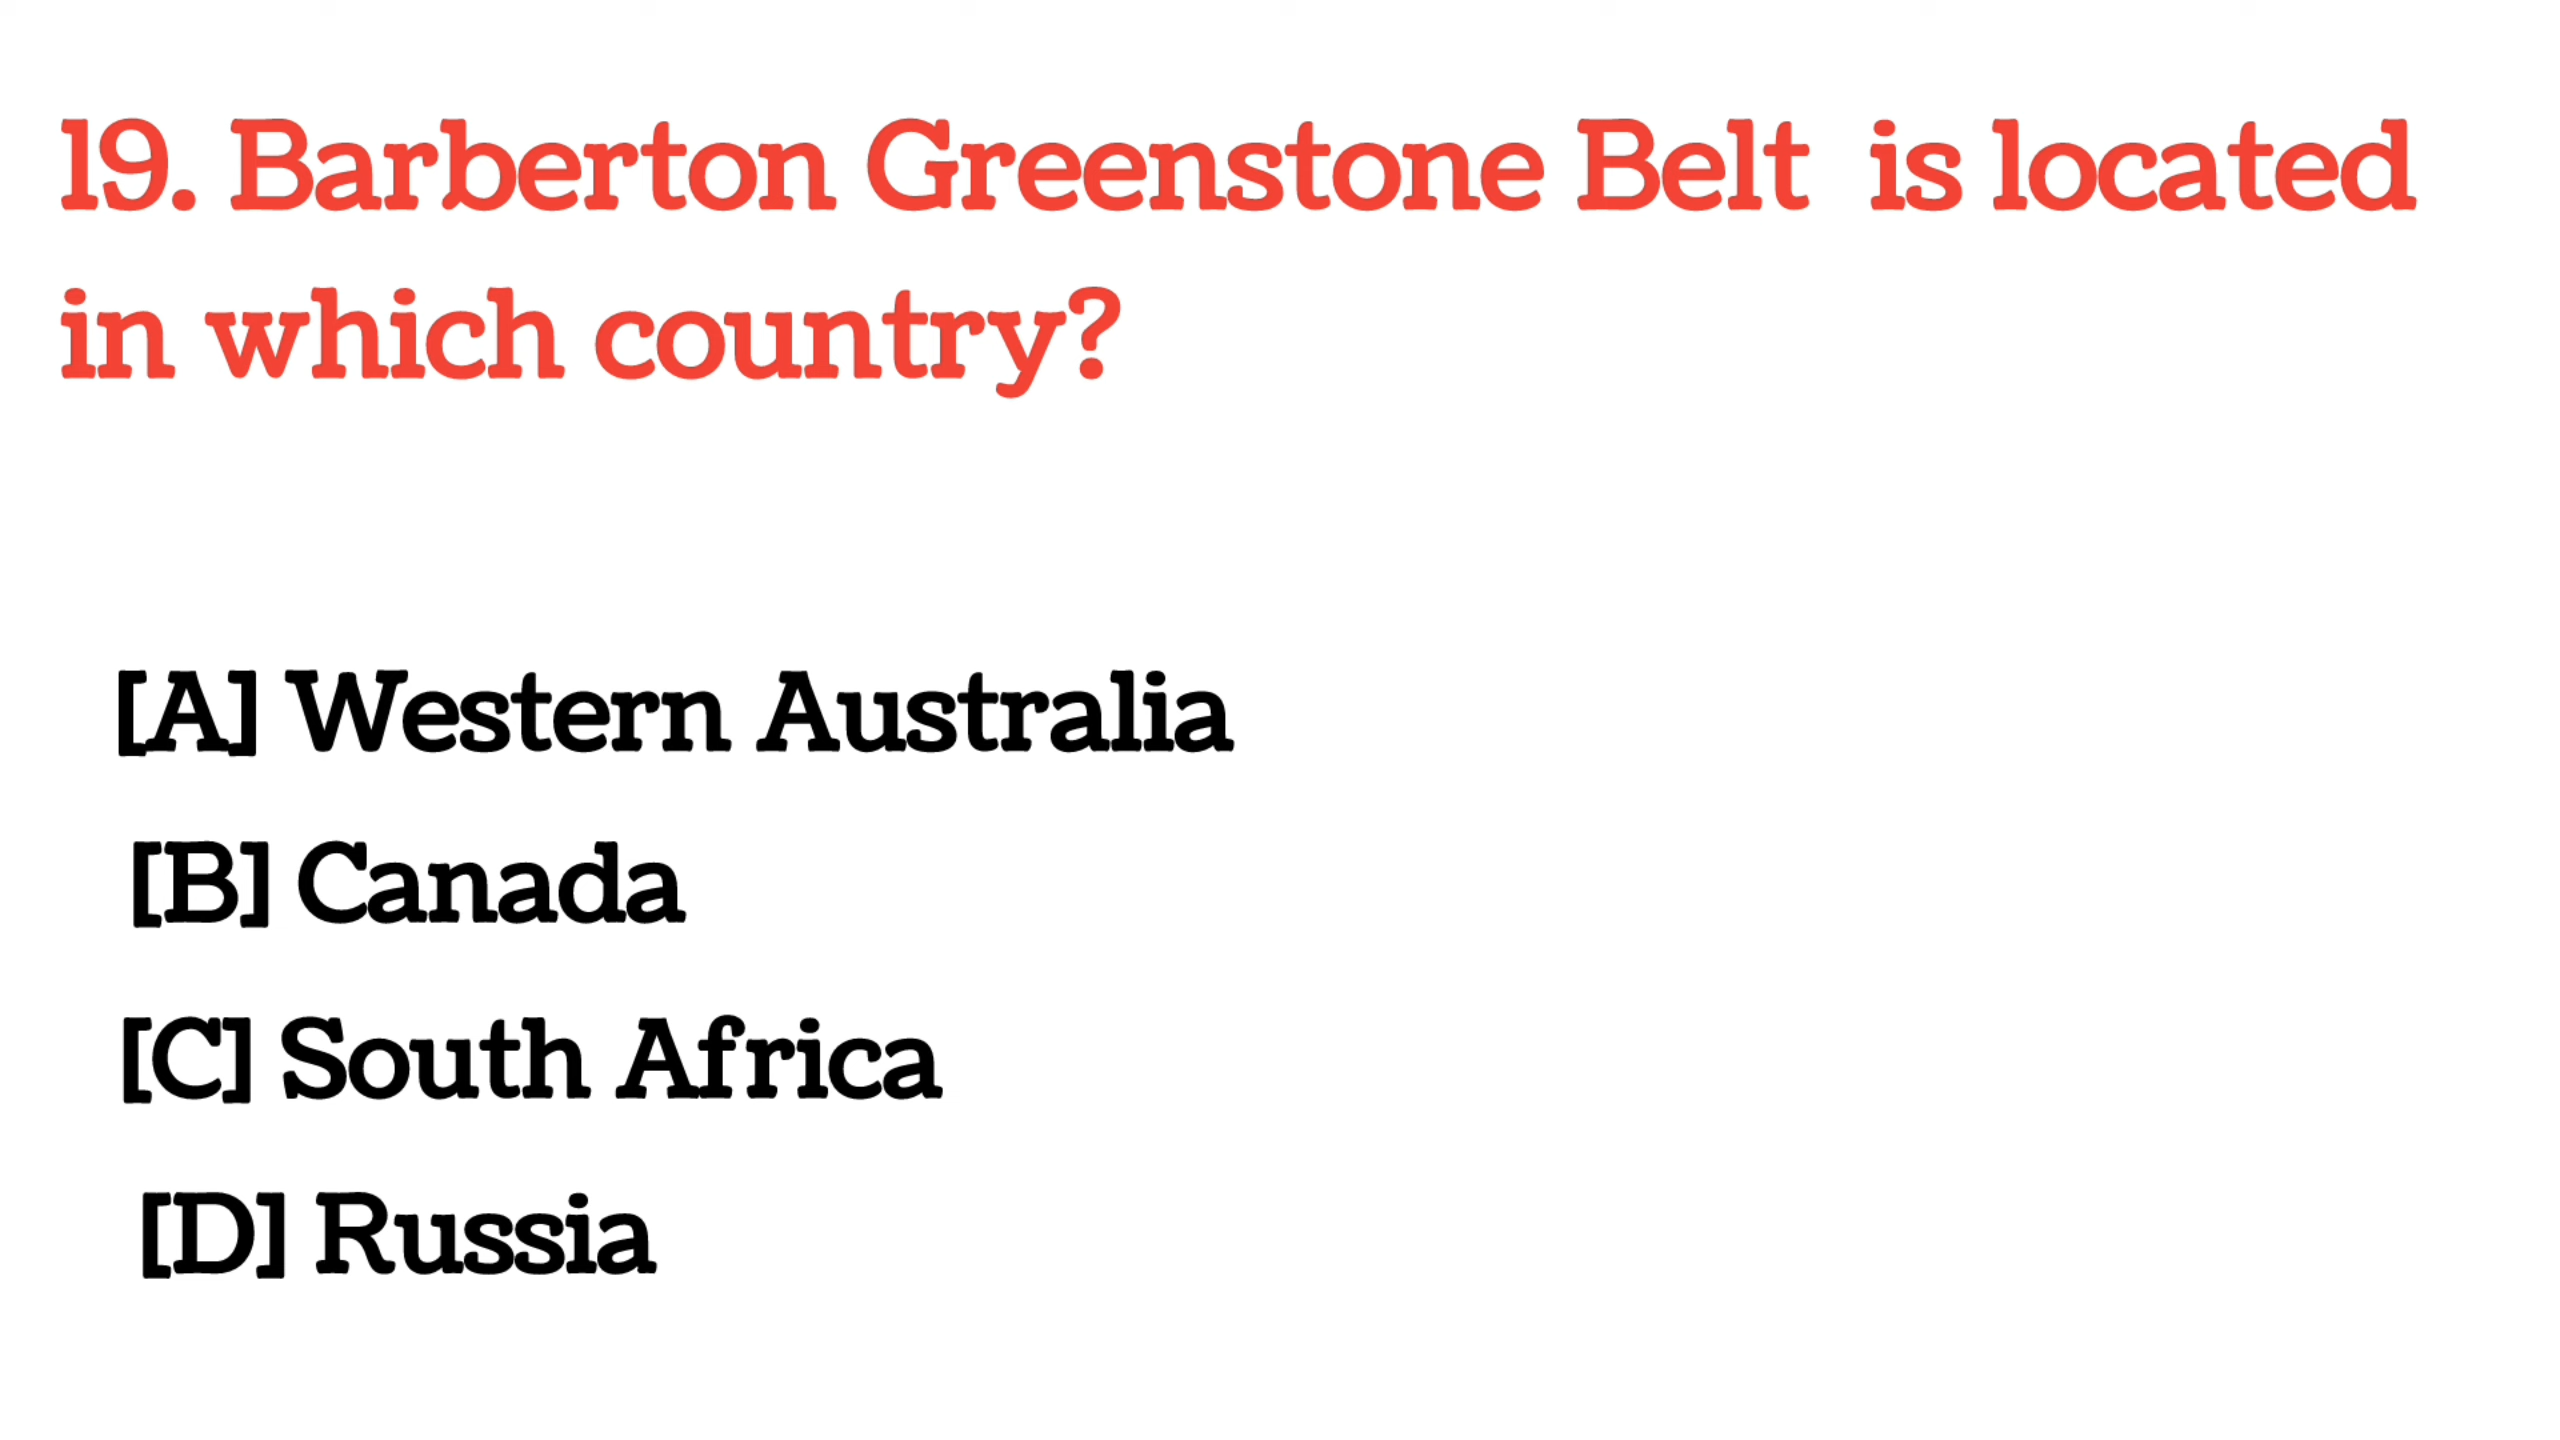 19. Barberton Greenstone Belt  is located
in which country?
[A] Western Australia
[B] Canada
[C] South Africa
[D] Russia